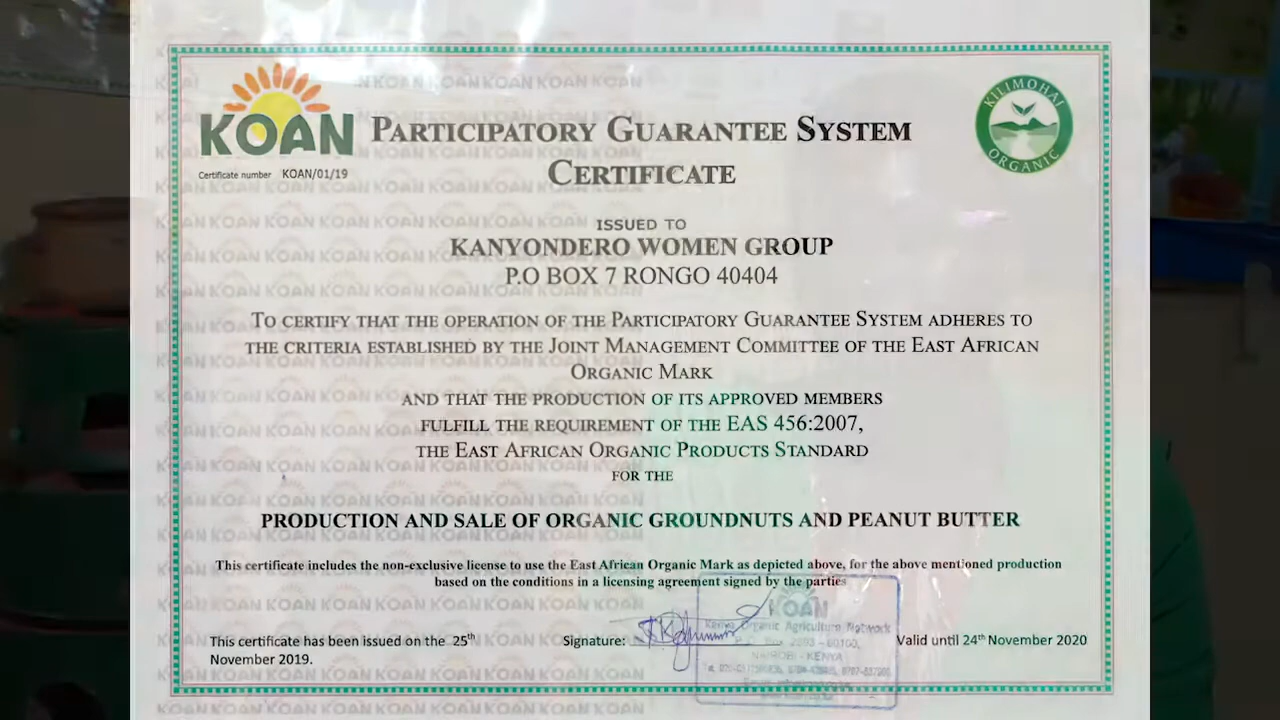 KOAN
PARTICIPATORY GUARANTEE SYSTEM
CERTIFICATE
KILIMOHAI
ORGANIC
Certificate number KOAN/01/19
ISSUED TO
KANYONDERO WOMEN GROUP
P.O BOX 7 RONGO 40404
TO CERTIFY THAT THE OPERATION OF THE PARTICIPATORY GUARANTEE SYSTEM ADHERES TO
THE CRITERIA ESTABLISHED BY THE JOINT MANAGEMENT COMMITTEE OF THE EAST AFRICAN
ORGANIC MARK
AND THAT THE PRODUCTION OF ITS APPROVED MEMBERS
FULFILL THE REQUIREMENT OF THE EAS 456:2007,
THE EAST AFRICAN ORGANIC PRODUCTS STANDARD
FOR THE
PRODUCTION AND SALE OF ORGANIC GROUNDNUTS AND PEANUT BUTTER
This certificate includes the non-exclusive license to use the East African Organic Mark as depicted above, for the above mentioned production
based on the conditions in a licensing agreement signed by the parties
This certificate has been issued on the 25th
November 2019.
Signature:
KOAN
Kenya Organic Agriculture Network
NAIROBI - KENYA
Valid until 24th November 2020